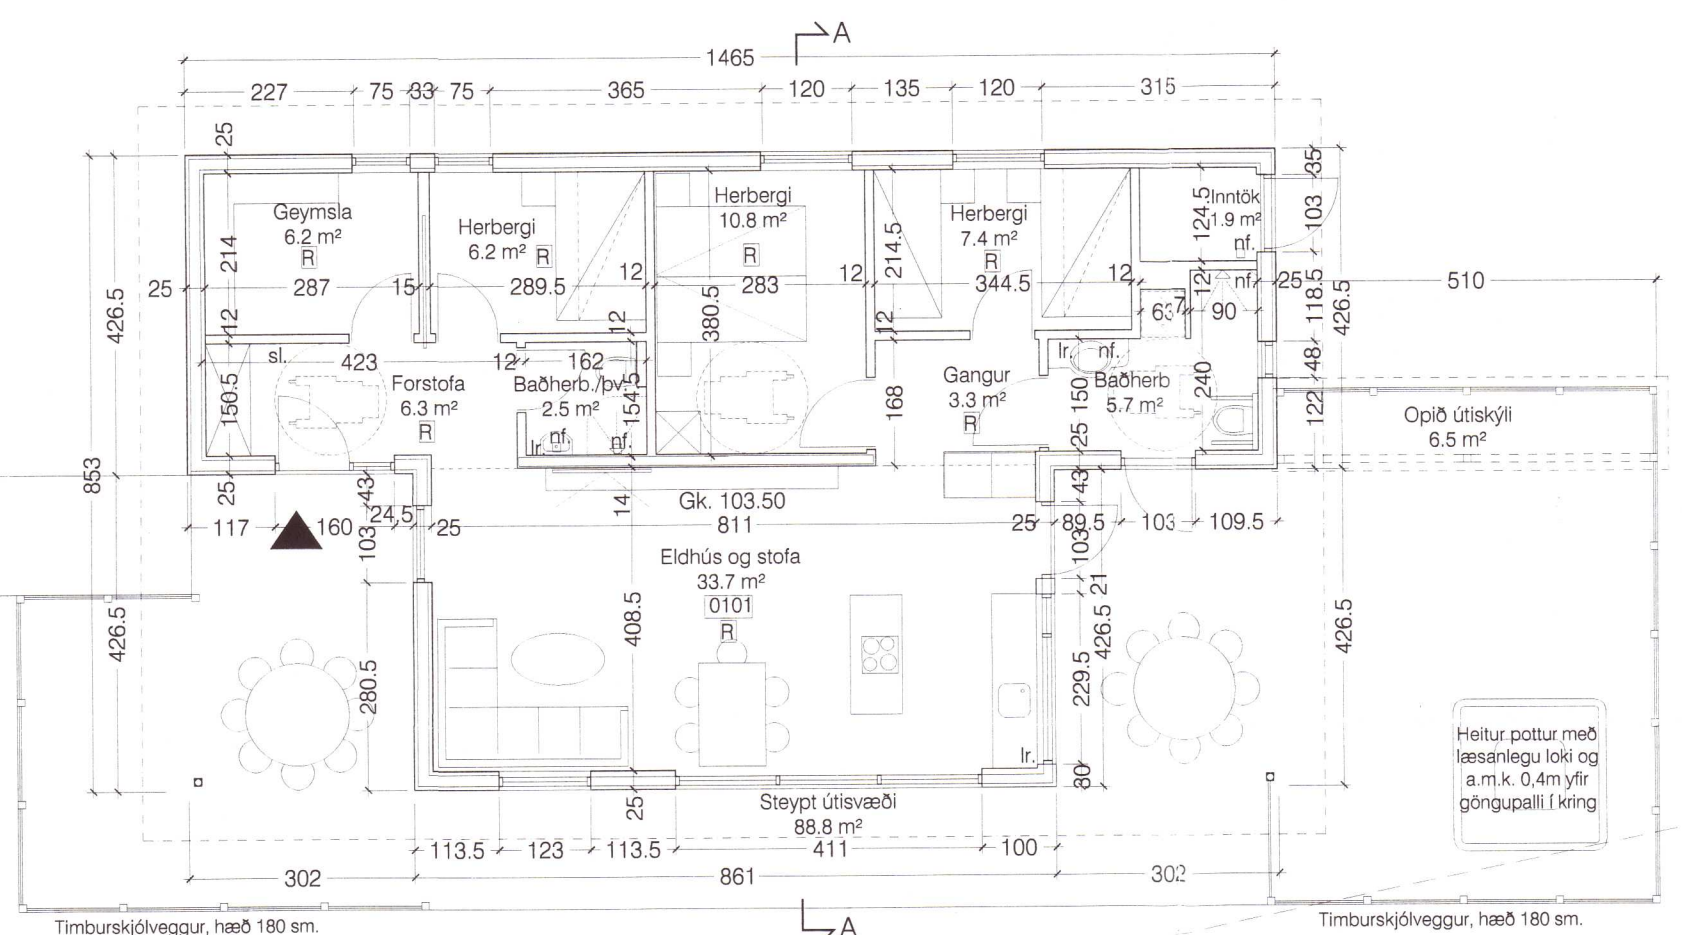 A
1465
227 75 33 75 365 120 135 120 315
25
35
Geymsla
6.2 m²
R
Herbergi
6.2 m²
R
Herbergi
10.8 m²
R
Herbergi
7.4 m²
R
Inntök
1.9 m²
nf.
124.5
103
214
214.5
426.5
25
287
15
289.5
12
283
12
344.5
12
63
7
90
12
nf.
25
118.5
426.5
510
380.5
12
12
12
sl.
423
12
162
150.5
Forstofa
6.3 m²
R
Baðherb./þv.
2.5 m²
154.5
lr.
nf.
nf.
168
Gangur
3.3 m²
R
lr.
nf.
Baðherb
5.7 m²
150
240
48
122
Opið útiskýli
6.5 m²
853
25
43
25
43
14
Gk. 103.50
117
160
24.5
25
811
25
89.5
103
109.5
103
103
21
Eldhús og stofa
33.7 m²
0101
R
426.5
280.5
408.5
229.5
426.5
426.5
lr.
80
25
Heitur pottur með
læsanlegu loki og
a.m.k. 0,4m yfir
göngupalli í kring
Steypt útisvæði
88.8 m²
113.5 123 113.5 411 100
302 861 302
A
Timburskjólveggur, hæð 180 sm.
Timburskjólveggur, hæð 180 sm.